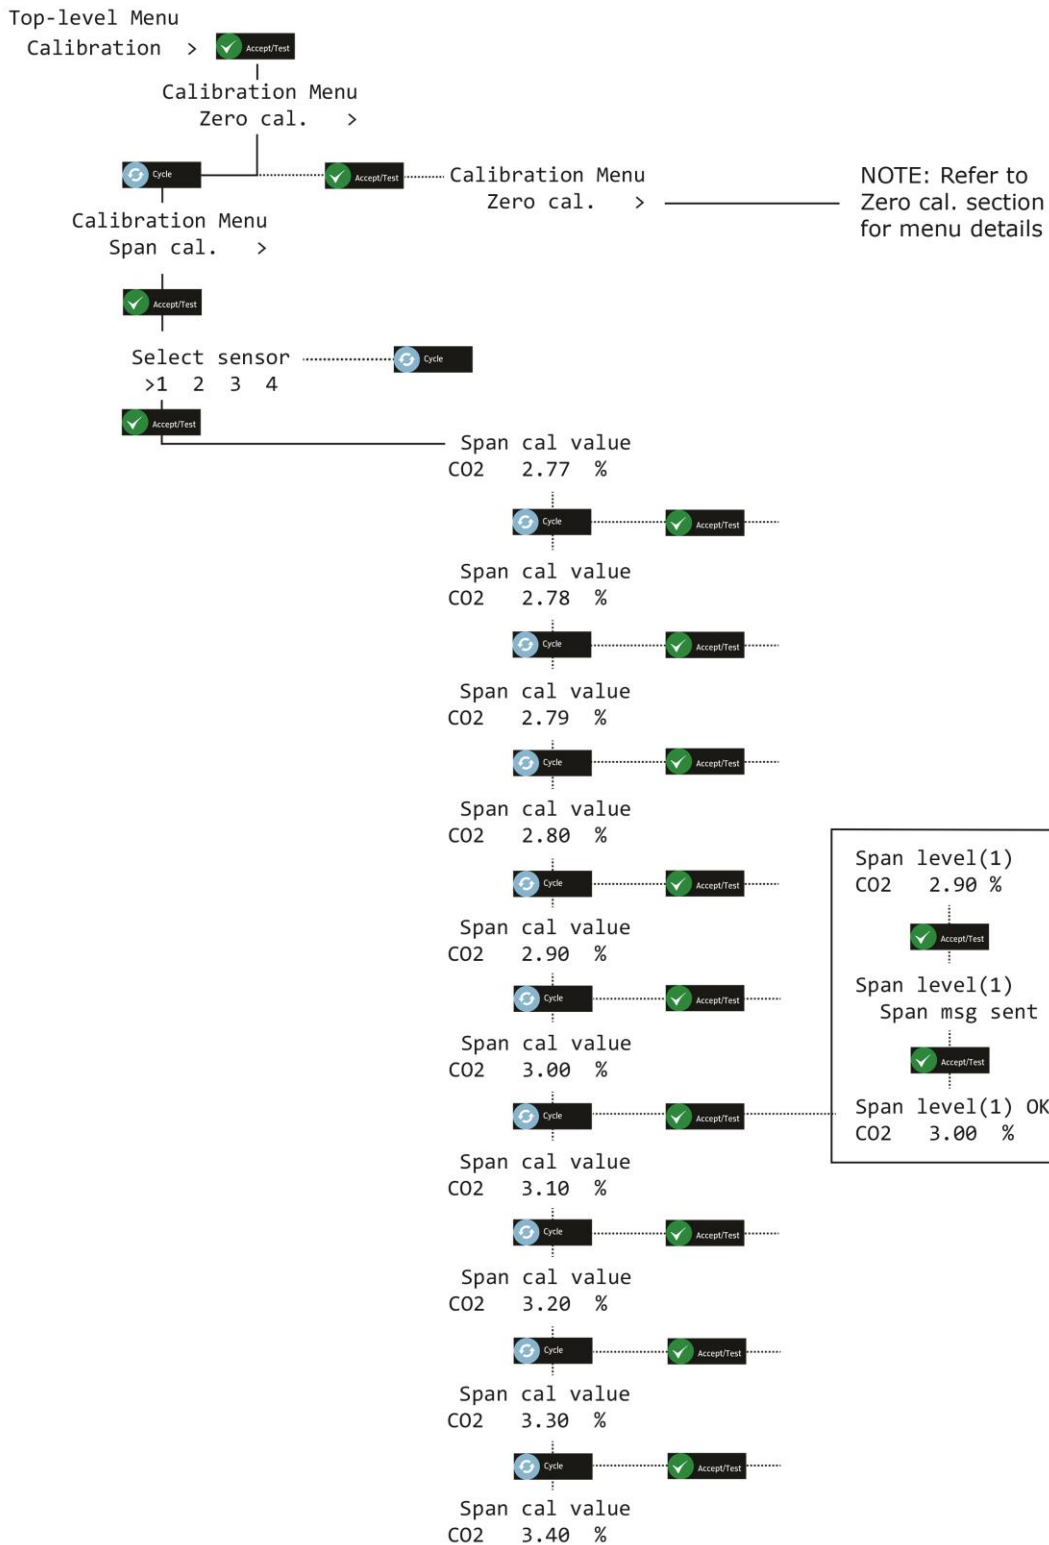 Top-level Menu
Calibration > Accept/Test
Calibration Menu
Zero cal. >
Cycle
Accept/Test
Calibration Menu
Zero cal. >
NOTE: Refer to
Zero cal. section
for menu details
Calibration Menu
Span cal. >
Accept/Test
Select sensor
Cycle
>1 2 3 4
Accept/Test
Span cal value
CO2 2.77 %
Cycle
Accept/Test
Span cal value
CO2 2.78 %
Cycle
Accept/Test
Span cal value
CO2 2.79 %
Cycle
Accept/Test
Span cal value
CO2 2.80 %
Cycle
Accept/Test
Span cal value
CO2 2.90 %
Cycle
Accept/Test
Span cal value
CO2 3.00 %
Cycle
Accept/Test
Span level(1)
CO2 2.90 %
Accept/Test
Span level(1)
Span msg sent
Accept/Test
Span level(1) OK
CO2 3.00 %
Span cal value
CO2 3.10 %
Cycle
Accept/Test
Span cal value
CO2 3.20 %
Cycle
Accept/Test
Span cal value
CO2 3.30 %
Cycle
Accept/Test
Span cal value
CO2 3.40 %